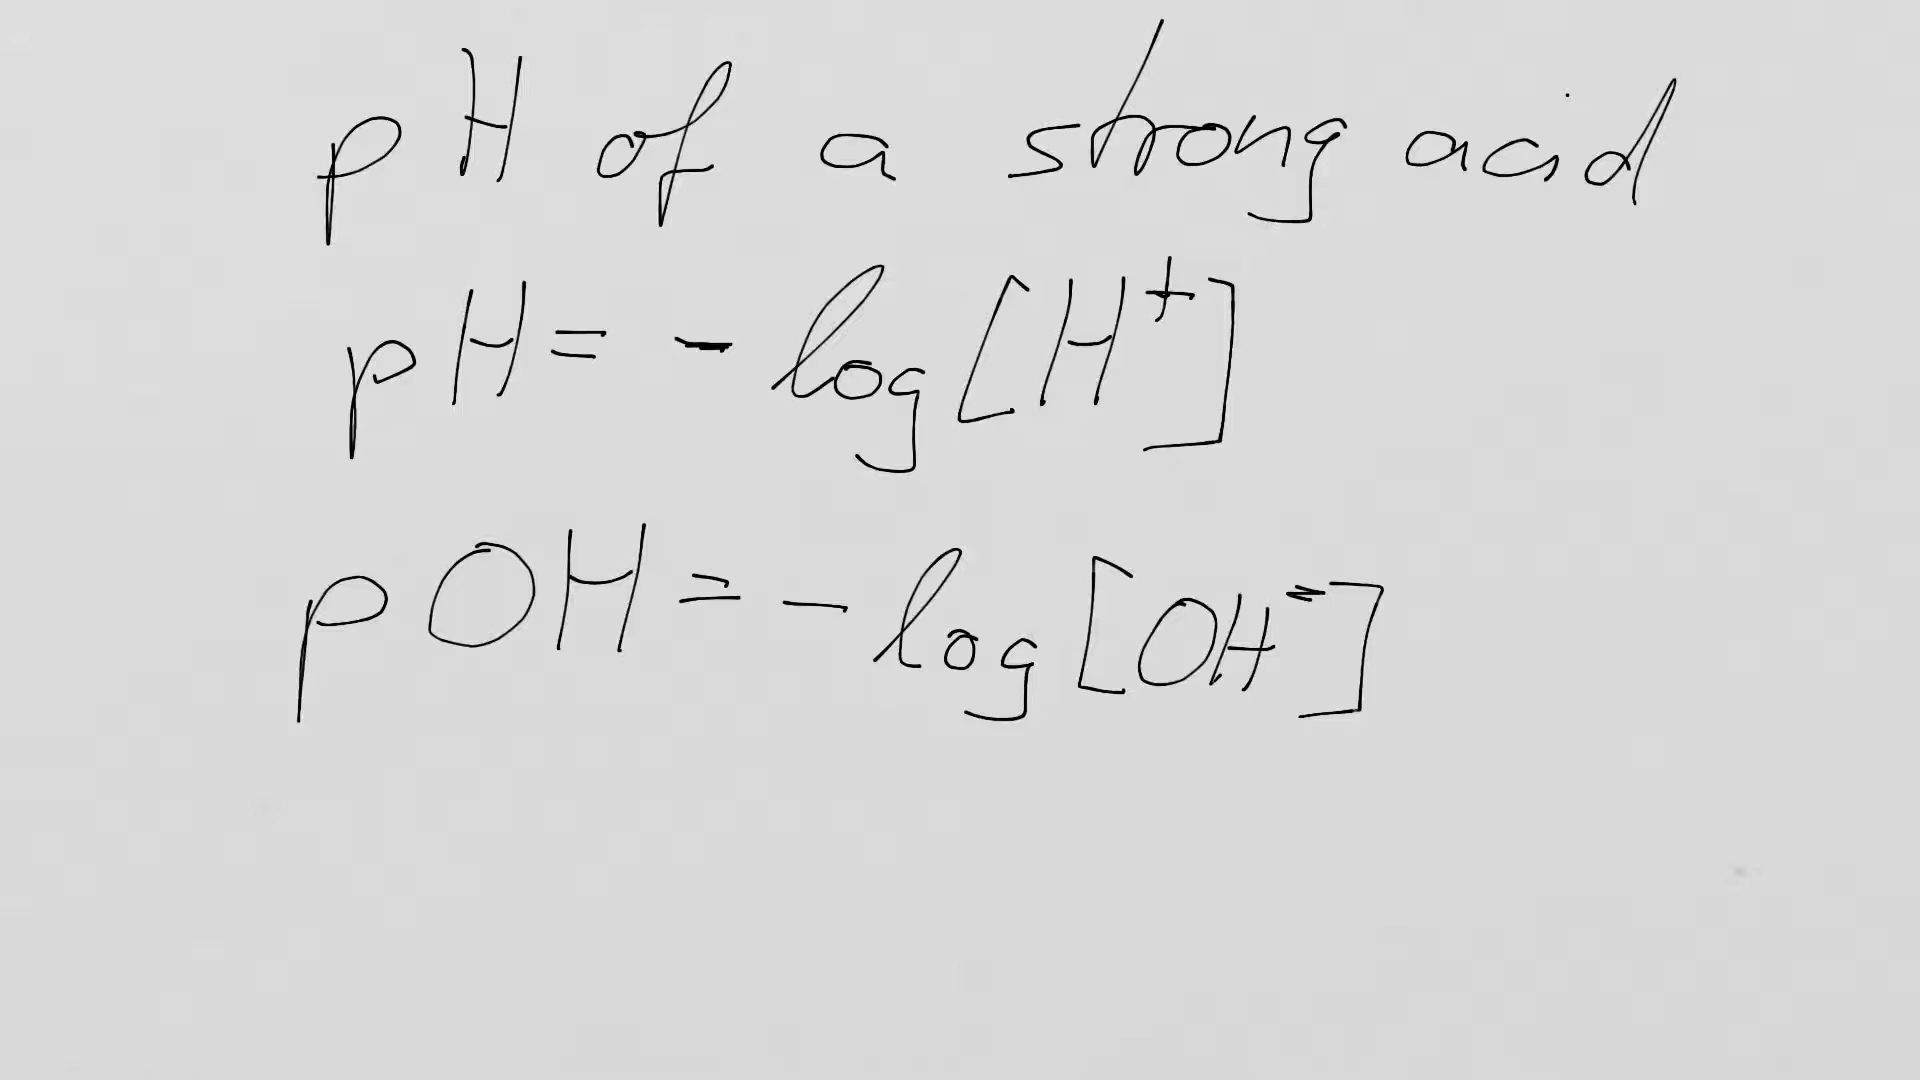 pH of a strong acid
pH = - log [H⁺]
pOH = - log [OH⁻]